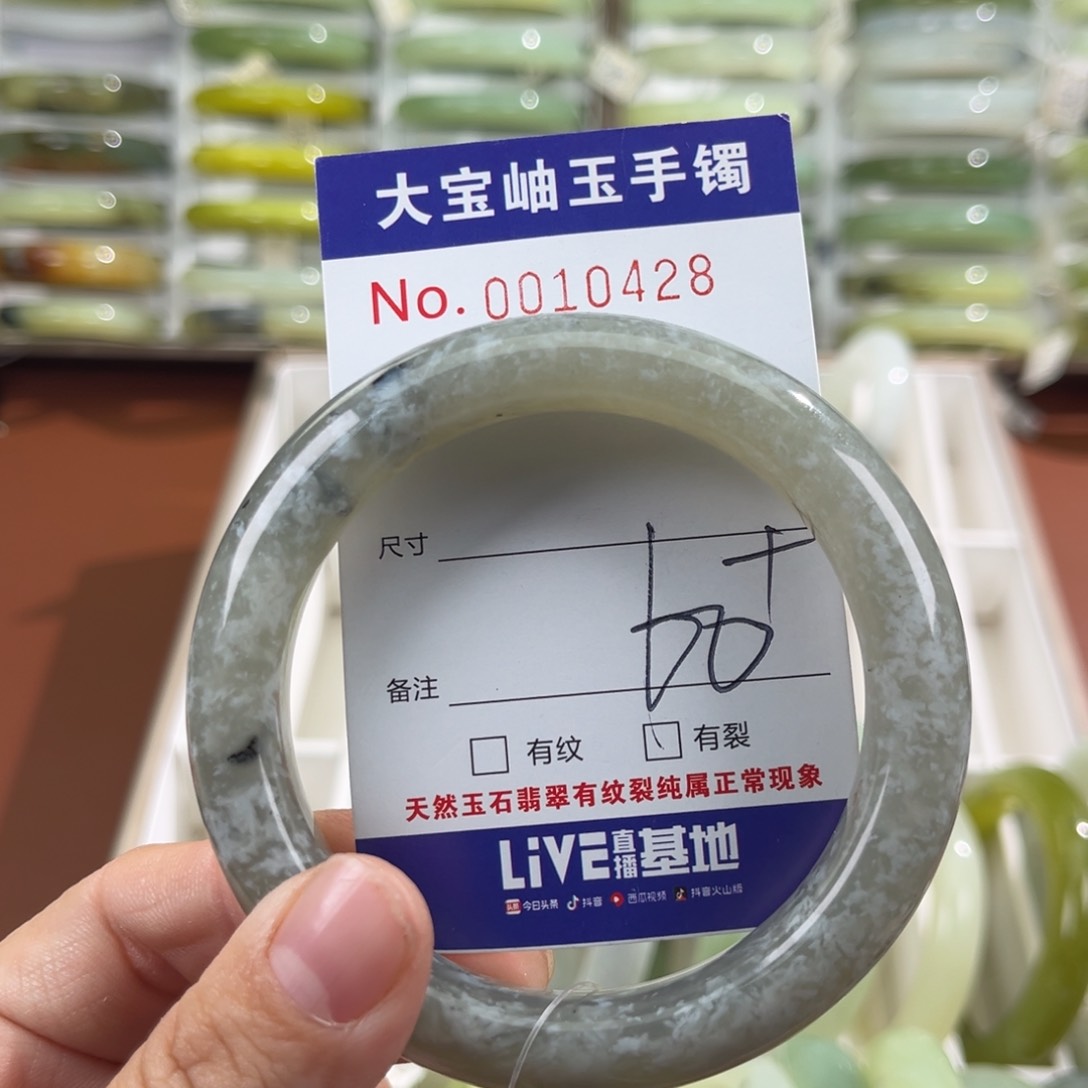 大宝岫玉手镯
No. 0010428
尺寸
备注
有纹 有裂
天然玉石翡翠有纹裂纯属正常现象
LiVE直播基地
今日头条 抖音 西瓜视频 抖音火山版